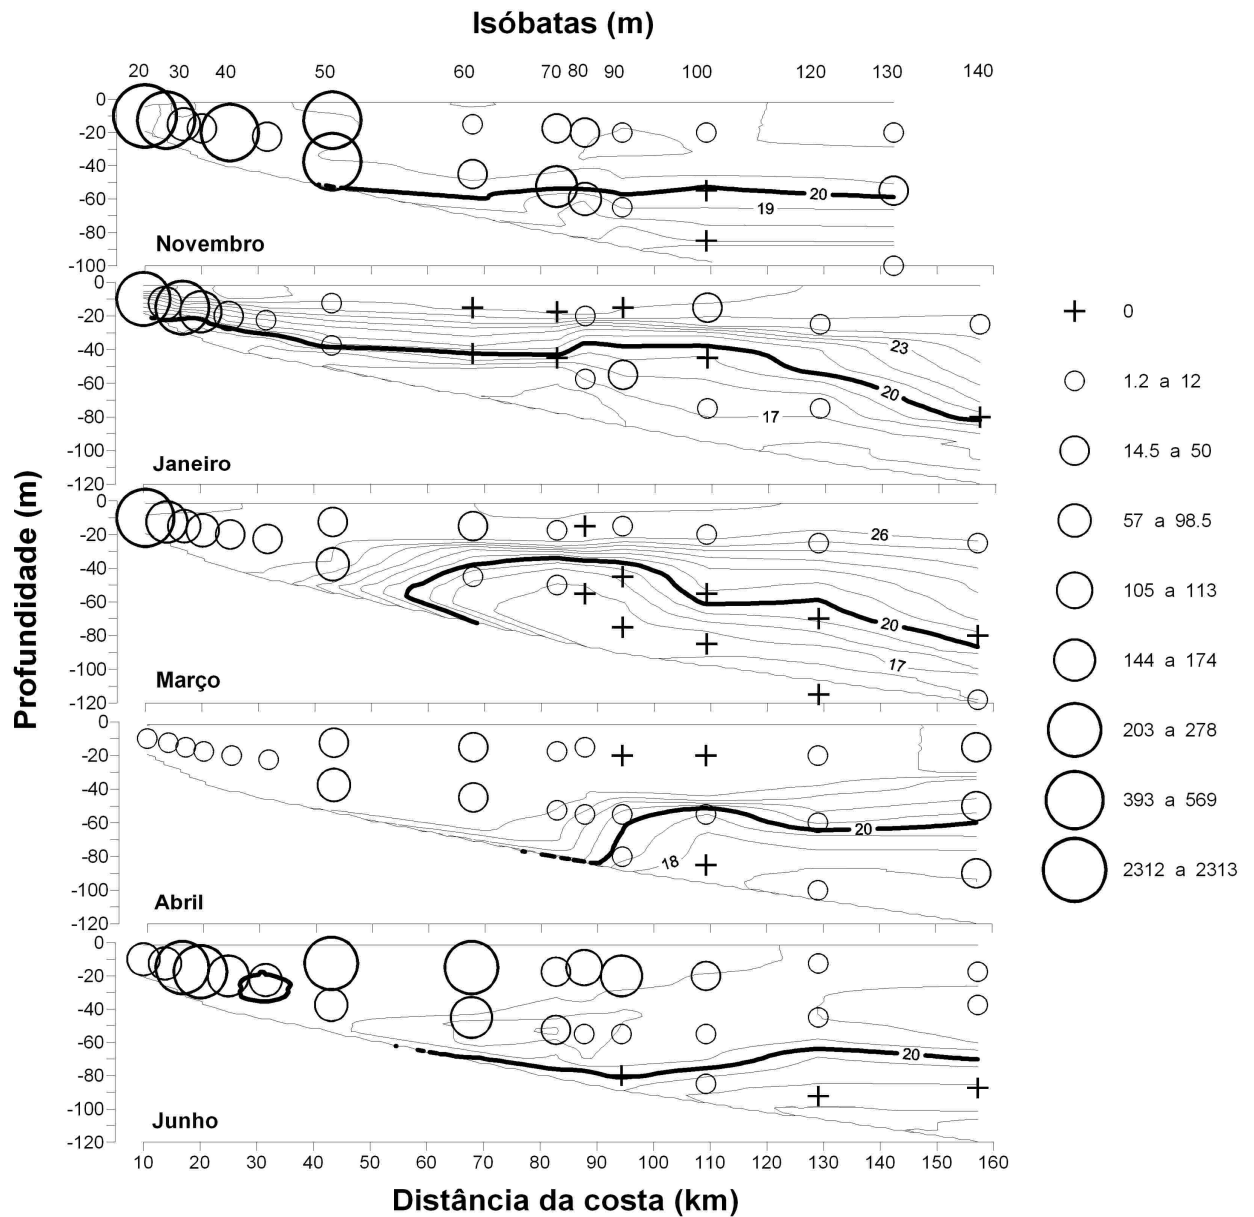 Isóbatas (m)
20 30 40 50 60 70 80 90 100 120 130 140
Profundidade (m)
0
-20
-40
-60
-80
-100
20
19
Novembro
0
-20
-40
-60
-80
-100
-120
23
20
17
Janeiro
0
-20
-40
-60
-80
-100
-120
26
20
17
Março
0
-20
-40
-60
-80
-100
-120
20
18
Abril
0
-20
-40
-60
-80
-100
-120
20
Junho
10 20 30 40 50 60 70 80 90 100 110 120 130 140 150 160
Distância da costa (km)
0
1.2 a 12
14.5 a 50
57 a 98.5
105 a 113
144 a 174
203 a 278
393 a 569
2312 a 2313